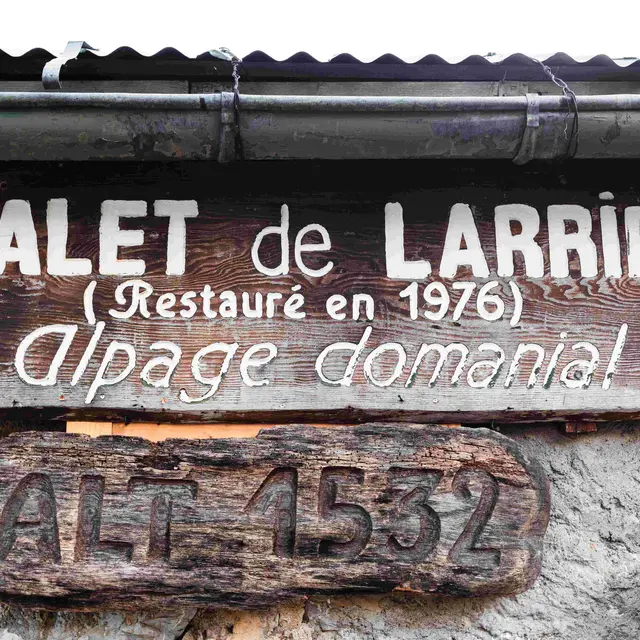 ALET de LARRI
(Restauré en 1976)
Alpage domanial
ALT 1532